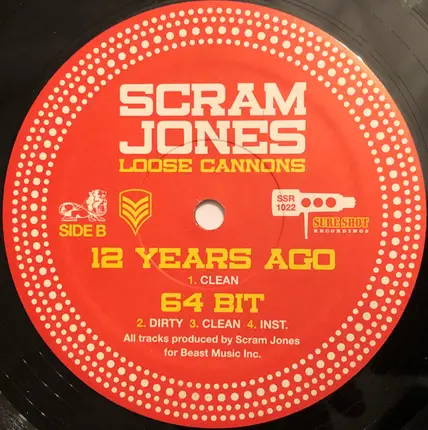 SCRAM
JONES
LOOSE CANNONS
SIDE B
SSR
1022
SURE SHOT
RECORDINGS
12 YEARS AGO
1. CLEAN
64 BIT
2. DIRTY 3. CLEAN 4. INST.
All tracks produced by Scram Jones
for Beast Music Inc.